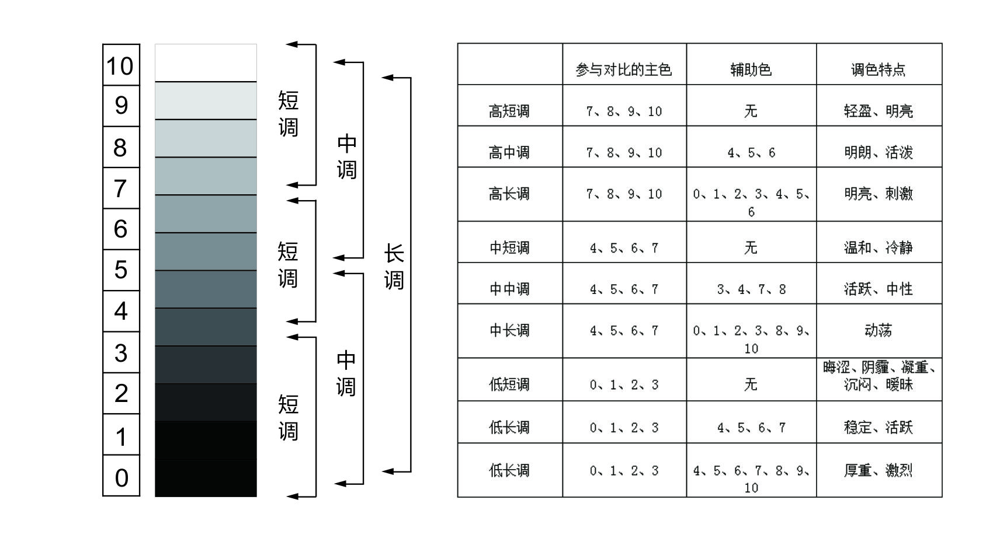 10
9
8
7
6
5
4
3
2
1
0
短调
短调
短调
中调
中调
长调
参与对比的主色 辅助色 调色特点
高短调 7、8、9、10 无 轻盈、明亮
高中调 7、8、9、10 4、5、6 明朗、活泼
高长调 7、8、9、10 0、1、2、3、4、5、 明亮、刺激
6
中短调 4、5、6、7 无 温和、冷静
中中调 4、5、6、7 3、4、7、8 活跃、中性
中长调 4、5、6、7 0、1、2、3、8、9、 动荡
10
晦涩、阴霾、凝重、
低短调 0、1、2、3 无 沉闷、暧昧
低长调 0、1、2、3 4、5、6、7 稳定、活跃
低长调 0、1、2、3 4、5、6、7、8、9、 厚重、激烈
10